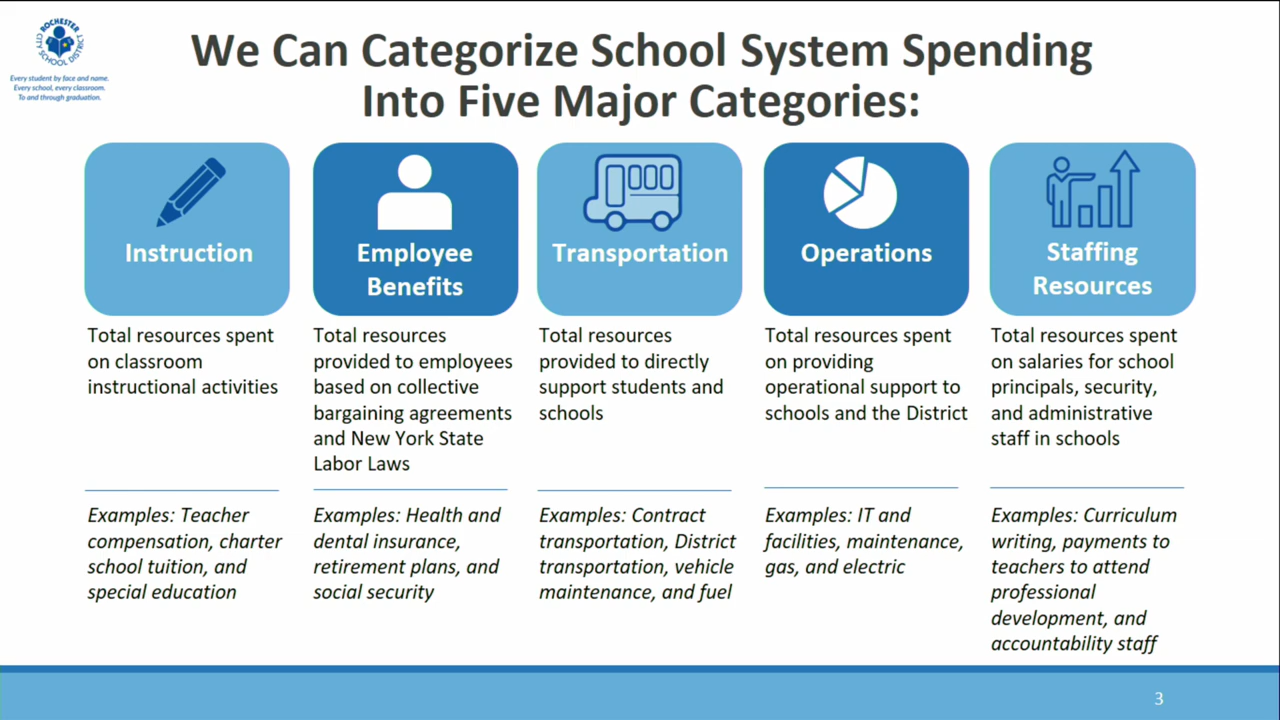 ROCHESTER
CITY SCHOOL DISTRICT
Every student by face and name.
Every school, every classroom.
To and through graduation.
We Can Categorize School System Spending
Into Five Major Categories:
Instruction
Total resources spent
on classroom
instructional activities
Examples: Teacher
compensation, charter
school tuition, and
special education
Employee
Benefits
Total resources
provided to employees
based on collective
bargaining agreements
and New York State
Labor Laws
Examples: Health and
dental insurance,
retirement plans, and
social security
Transportation
Total resources
provided to directly
support students and
schools
Examples: Contract
transportation, District
transportation, vehicle
maintenance, and fuel
Operations
Total resources spent
on providing
operational support to
schools and the District
Examples: IT and
facilities, maintenance,
gas, and electric
Staffing
Resources
Total resources spent
on salaries for school
principals, security,
and administrative
staff in schools
Examples: Curriculum
writing, payments to
teachers to attend
professional
development, and
accountability staff
3